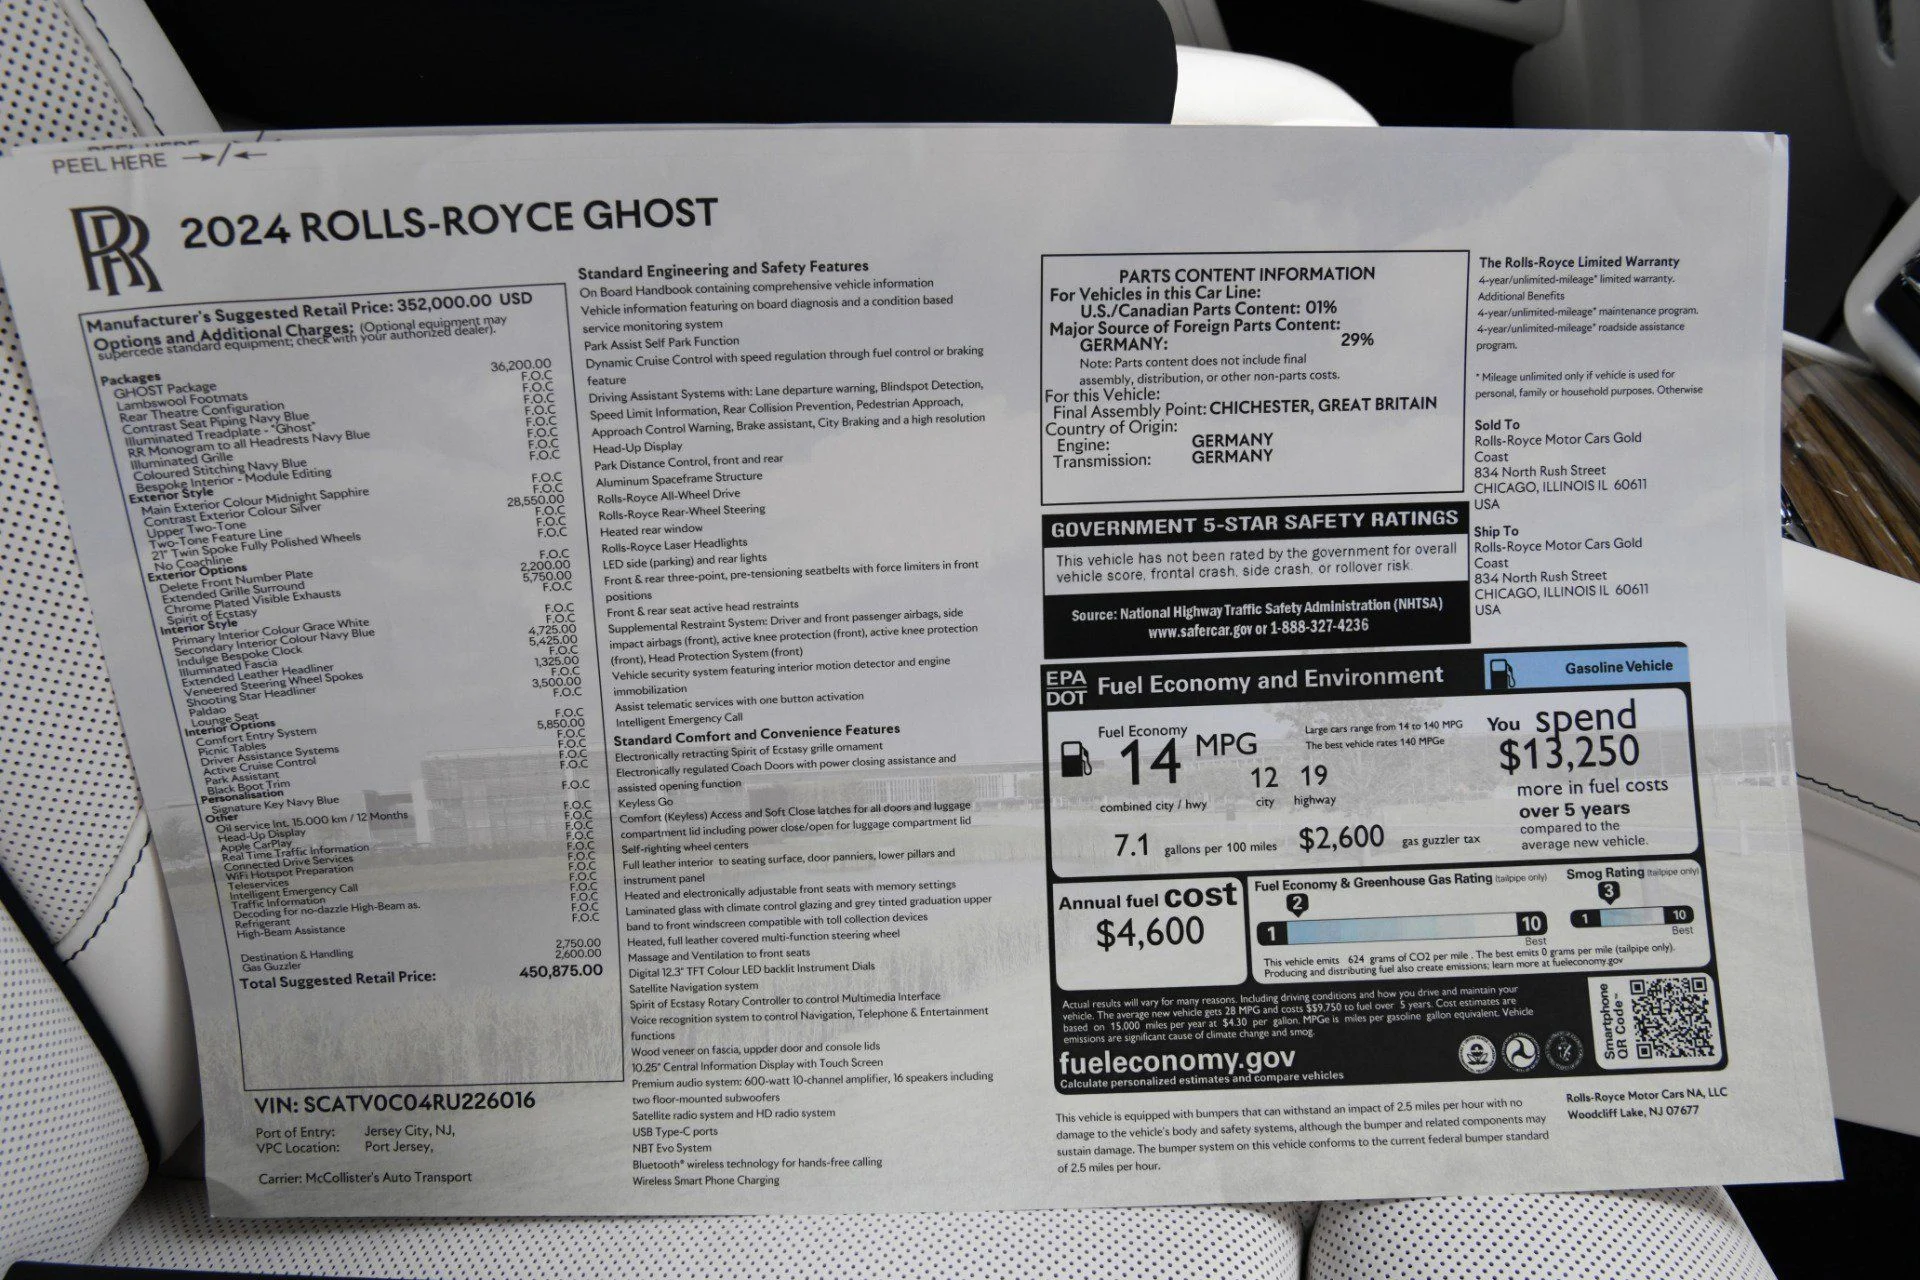 PEEL HERE
2024 ROLLS-ROYCE GHOST
Manufacturer's Suggested Retail Price: 352,000.00 USD
Options and Additional Charges: (Optional equipment may
supercede standard equipment; check with your authorized dealer).
Packages
GHOST Package 36,200.00
Lambswool Footmats F.O.C
Rear Theatre Configuration F.O.C
Contrast Seat Piping Navy Blue F.O.C
Illuminated Treadplate - "Ghost" F.O.C
RR Monogram to all Headrests Navy Blue F.O.C
Illuminated Grille F.O.C
Coloured Stitching Navy Blue F.O.C
Bespoke Interior - Module Editing F.O.C
Exterior Style
Main Exterior Colour Midnight Sapphire F.O.C
Contrast Exterior Colour Silver F.O.C
Upper Two-Tone 28,550.00
Two-Tone Feature Line F.O.C
21" Twin Spoke Fully Polished Wheels F.O.C
No Coachline F.O.C
Exterior Options
Delete Front Number Plate F.O.C
Extended Grille Surround 2,200.00
Chrome Plated Visible Exhausts 5,750.00
Spirit of Ecstasy F.O.C
Interior Style
Primary Interior Colour Grace White F.O.C
Secondary Interior Colour Navy Blue F.O.C
Indulge Bespoke Clock 4,725.00
Illuminated Fascia 5,425.00
Extended Leather Headliner F.O.C
Veneered Steering Wheel Spokes 1,325.00
Shooting Star Headliner F.O.C
Paldao 3,500.00
Lounge Seat F.O.C
Interior Options
Comfort Entry System F.O.C
Picnic Tables 5,850.00
Driver Assistance Systems F.O.C
Active Cruise Control F.O.C
Park Assistant F.O.C
Black Boot Trim F.O.C
Personalisation
Signature Key Navy Blue F.O.C
Other
Oil service Int. 15.000 km / 12 Months F.O.C
Head-Up Display F.O.C
Apple CarPlay F.O.C
Real Time Traffic Information F.O.C
Connected Drive Services F.O.C
WiFi Hotspot Preparation F.O.C
Teleservices F.O.C
Intelligent Emergency Call F.O.C
Traffic Information F.O.C
Decoding for no-dazzle High-Beam as. F.O.C
Refrigerant F.O.C
High-Beam Assistance F.O.C
Destination & Handling 2,750.00
Gas Guzzler 2,600.00
Total Suggested Retail Price: 450,875.00
VIN: SCATV0C04RU226016
Port of Entry: Jersey City, NJ,
VPC Location: Port Jersey,
Carrier: McCollister's Auto Transport
Standard Engineering and Safety Features
On Board Handbook containing comprehensive vehicle information
Vehicle information featuring on board diagnosis and a condition based
service monitoring system
Park Assist Self Park Function
Dynamic Cruise Control with speed regulation through fuel control or braking
feature
Driving Assistant Systems with: Lane departure warning, Blindspot Detection,
Speed Limit Information, Rear Collision Prevention, Pedestrian Approach,
Approach Control Warning, Brake assistant, City Braking and a high resolution
Head-Up Display
Park Distance Control, front and rear
Aluminum Spaceframe Structure
Rolls-Royce All-Wheel Drive
Rolls-Royce Rear-Wheel Steering
Heated rear window
Rolls-Royce Laser Headlights
LED side (parking) and rear lights
Front & rear three-point, pre-tensioning seatbelts with force limiters in front
positions
Front & rear seat active head restraints
Supplemental Restraint System: Driver and front passenger airbags, side
impact airbags (front), active knee protection (front), active knee protection
(front), Head Protection System (front)
Vehicle security system featuring interior motion detector and engine
immobilization
Assist telematic services with one button activation
Intelligent Emergency Call
Standard Comfort and Convenience Features
Electronically retracting Spirit of Ecstasy grille ornament
Electronically regulated Coach Doors with power closing assistance and
assisted opening function
Keyless Go
Comfort (Keyless) Access and Soft Close latches for all doors and luggage
compartment lid including power close/open for luggage compartment lid
Self-righting wheel centers
Full leather interior to seating surface, door panniers, lower pillars and
instrument panel
Heated and electronically adjustable front seats with memory settings
Laminated glass with climate control glazing and grey tinted graduation upper
band to front windscreen compatible with toll collection devices
Heated, full leather covered multi-function steering wheel
Massage and Ventilation to front seats
Digital 12.3" TFT Colour LED backlit Instrument Dials
Satellite Navigation system
Spirit of Ecstasy Rotary Controller to control Multimedia Interface
Voice recognition system to control Navigation, Telephone & Entertainment
functions
Wood veneer on fascia, uppder door and console lids
10.25" Central Information Display with Touch Screen
Premium audio system: 600-watt 10-channel amplifier, 16 speakers including
two floor-mounted subwoofers
Satellite radio system and HD radio system
USB Type-C ports
NBT Evo System
Bluetooth® wireless technology for hands-free calling
Wireless Smart Phone Charging
PARTS CONTENT INFORMATION
For Vehicles in this Car Line:
U.S./Canadian Parts Content: 01%
Major Source of Foreign Parts Content:
GERMANY: 29%
Note: Parts content does not include final
assembly, distribution, or other non-parts costs.
For this Vehicle:
Final Assembly Point: CHICHESTER, GREAT BRITAIN
Country of Origin:
Engine: GERMANY
Transmission: GERMANY
GOVERNMENT 5-STAR SAFETY RATINGS
This vehicle has not been rated by the government for overall
vehicle score, frontal crash, side crash, or rollover risk.
Source: National Highway Traffic Safety Administration (NHTSA)
www.safercar.gov or 1-888-327-4236
The Rolls-Royce Limited Warranty
4-year/unlimited-mileage* limited warranty.
Additional Benefits
4-year/unlimited-mileage* maintenance program.
4-year/unlimited-mileage* roadside assistance
program.
* Mileage unlimited only if vehicle is used for
personal, family or household purposes. Otherwise
Sold To
Rolls-Royce Motor Cars Gold
Coast
834 North Rush Street
CHICAGO, ILLINOIS IL 60611
USA
Ship To
Rolls-Royce Motor Cars Gold
Coast
834 North Rush Street
CHICAGO, ILLINOIS IL 60611
USA
EPA
DOT
Fuel Economy and Environment
Gasoline Vehicle
Fuel Economy
14 MPG
combined city / hwy
12 city
19 highway
Large cars range from 14 to 140 MPG
The best vehicle rates 140 MPGe
7.1 gallons per 100 miles
$2,600 gas guzzler tax
You spend
$13,250
more in fuel costs
over 5 years
compared to the
average new vehicle.
Annual fuel cost
$4,600
Fuel Economy & Greenhouse Gas Rating (tailpipe only)
2
1 10
Best
Smog Rating (tailpipe only)
3
1 10
Best
This vehicle emits 624 grams of CO2 per mile . The best emits 0 grams per mile (tailpipe only).
Producing and distributing fuel also create emissions; learn more at fueleconomy.gov
Actual results will vary for many reasons. Including driving conditions and how you drive and maintain your
vehicle. The average new vehicle gets 28 MPG and costs $$9,750 to fuel over 5 years. Cost estimates are
based on 15,000 miles per year at $4.30 per gallon. MPGe is miles per gasoline gallon equivalent. Vehicle
emissions are significant cause of climate change and smog.
fueleconomy.gov
Calculate personalized estimates and compare vehicles
Smartphone
QR Code™
This vehicle is equipped with bumpers that can withstand an impact of 2.5 miles per hour with no
damage to the vehicle's body and safety systems, although the bumper and related components may
sustain damage. The bumper system on this vehicle conforms to the current federal bumper standard
of 2.5 miles per hour.
Rolls-Royce Motor Cars NA, LLC
Woodcliff Lake, NJ 07677